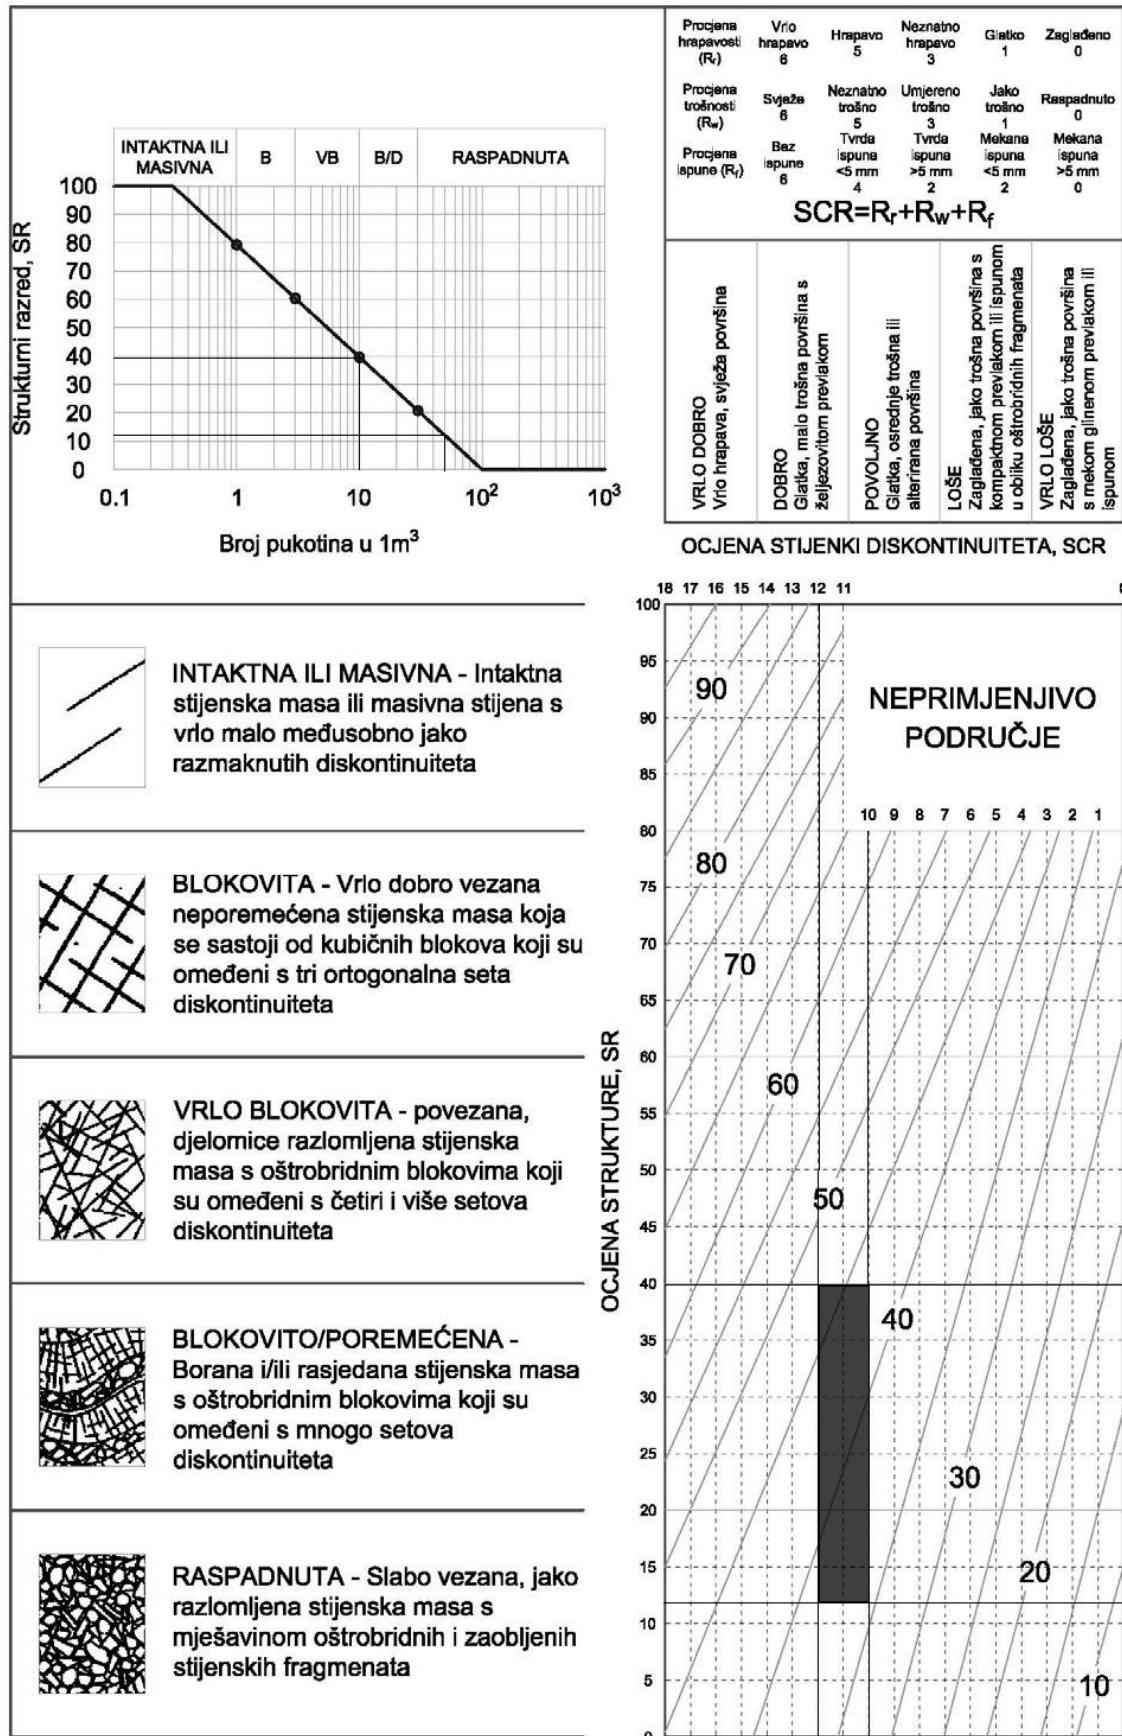 INTAKTNA ILI
MASIVNA
B
VB
B/D
RASPADNUTA
Strukturni razred, SR
100
90
80
70
60
50
40
30
20
10
0
0.1
1
10
10²
10³
Broj pukotina u 1m³
Procjena
hrapavosti
(Rᵣ)
Vrlo
hrapavo
6
Hrapavo
5
Neznatno
hrapavo
3
Glatko
1
Zaglađeno
0
Procjena
trošnosti
(R_w)
Svježe
6
Neznatno
trošno
5
Umjereno
trošno
3
Jako
trošno
1
Raspadnuto
0
Procjena
ispune (R_f)
Bez
ispune
6
Tvrda
ispuna
<5 mm
4
Tvrda
ispuna
>5 mm
2
Mekana
ispuna
<5 mm
2
Mekana
ispuna
>5 mm
0
SCR=Rᵣ+R_w+R_f
VRLO DOBRO
Vrlo hrapava, svježa površina
DOBRO
Glatka, malo trošna površina s
željezovitom prevlakom
POVOLJNO
Glatka, osrednje trošna ili
alterirana površina
LOŠE
Zaglađena, jako trošna površina s
kompaktnom prevlakom ili ispunom
u obliku oštrobridnih fragmenata
VRLO LOŠE
Zaglađena, jako trošna površina
s mekom glinenom prevlakom ili
ispunom
OCJENA STIJENKI DISKONTINUITETA, SCR
INTAKTNA ILI MASIVNA - Intaktna
stijenska masa ili masivna stijena s
vrlo malo međusobno jako
razmaknutih diskontinuiteta
BLOKOVITA - Vrlo dobro vezana
neporemećena stijenska masa koja
se sastoji od kubičnih blokova koji su
omeđeni s tri ortogonalna seta
diskontinuiteta
VRLO BLOKOVITA - povezana,
djelomice razlomljena stijenska
masa s oštrobridnim blokovima koji
su omeđeni s četiri i više setova
diskontinuiteta
BLOKOVITO/POREMEĆENA -
Borana i/ili rasjedana stijenska masa
s oštrobridnim blokovima koji su
omeđeni s mnogo setova
diskontinuiteta
RASPADNUTA - Slabo vezana, jako
razlomljena stijenska masa s
mješavinom oštrobridnih i zaobljenih
stijenskih fragmenata
OCJENA STRUKTURE, SR
18 17 16 15 14 13 12 11
100
95
90
85
80
75
70
65
60
55
50
45
40
35
30
25
20
15
10
5
0
NEPRIMJENJIVO
PODRUČJE
10 9 8 7 6 5 4 3 2 1
90
80
70
60
50
40
30
20
10